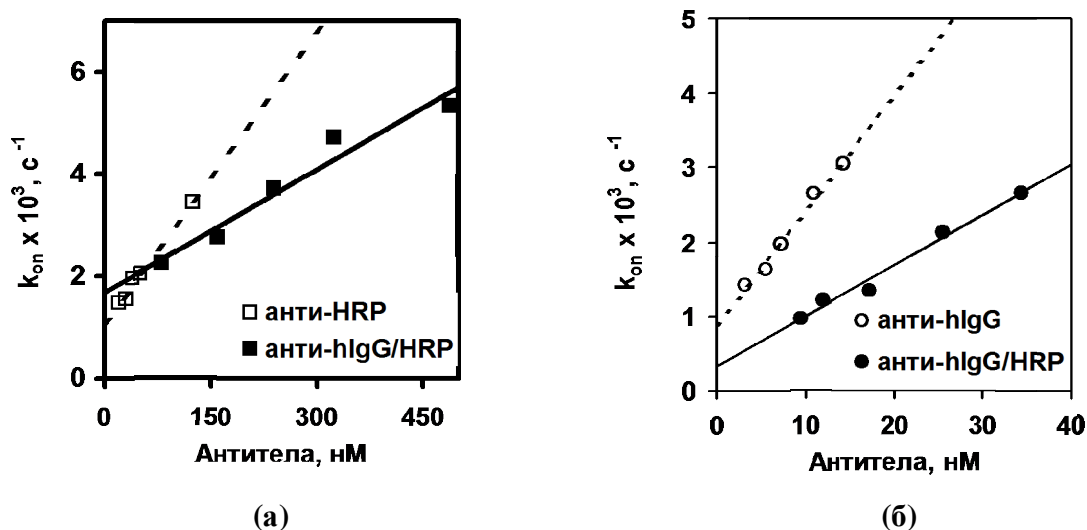 6
4
2
0
k_on x 10^3, с^-1
анти-HRP
анти-hIgG/HRP
0 150 300 450
Антитела, нМ
(а)
5
4
3
2
1
0
k_on x 10^3, с^-1
анти-hIgG
анти-hIgG/HRP
0 10 20 30 40
Антитела, нМ
(б)